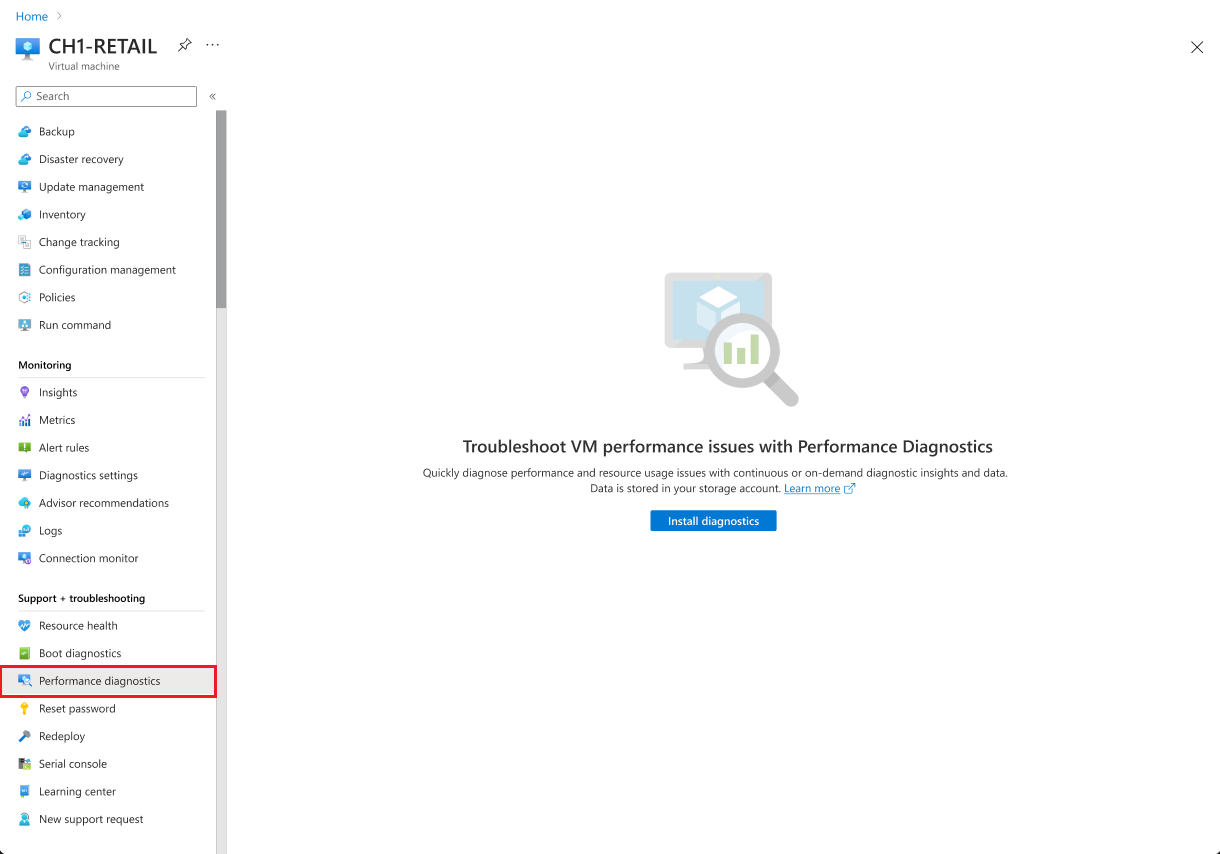 Home
CH1-RETAIL
Virtual machine
Search
Backup
Disaster recovery
Update management
Inventory
Change tracking
Configuration management
Policies
Run command
Monitoring
Insights
Metrics
Alert rules
Diagnostics settings
Advisor recommendations
Logs
Connection monitor
Support + troubleshooting
Resource health
Boot diagnostics
Performance diagnostics
Reset password
Redeploy
Serial console
Learning center
New support request
Troubleshoot VM performance issues with Performance Diagnostics
Quickly diagnose performance and resource usage issues with continuous or on-demand diagnostic insights and data.
Data is stored in your storage account. Learn more
Install diagnostics